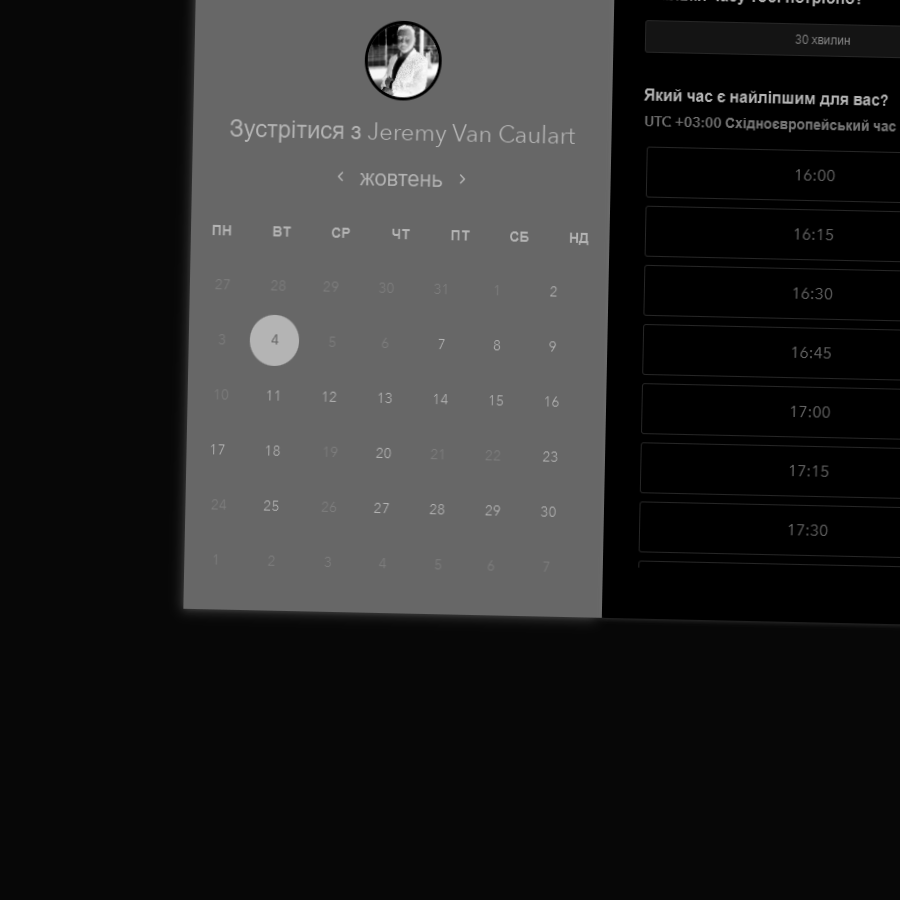 Зустрітися з Jeremy Van Caulart
жовтень
ПН ВТ СР ЧТ ПТ СБ НД
27 28 29 30 31 1 2
3 4 5 6 7 8 9
10 11 12 13 14 15 16
17 18 19 20 21 22 23
24 25 26 27 28 29 30
1 2 3 4 5 6 7
30 хвилин
Який час є найліпшим для вас?
UTC +03:00 Східноєвропейський час
16:00
16:15
16:30
16:45
17:00
17:15
17:30